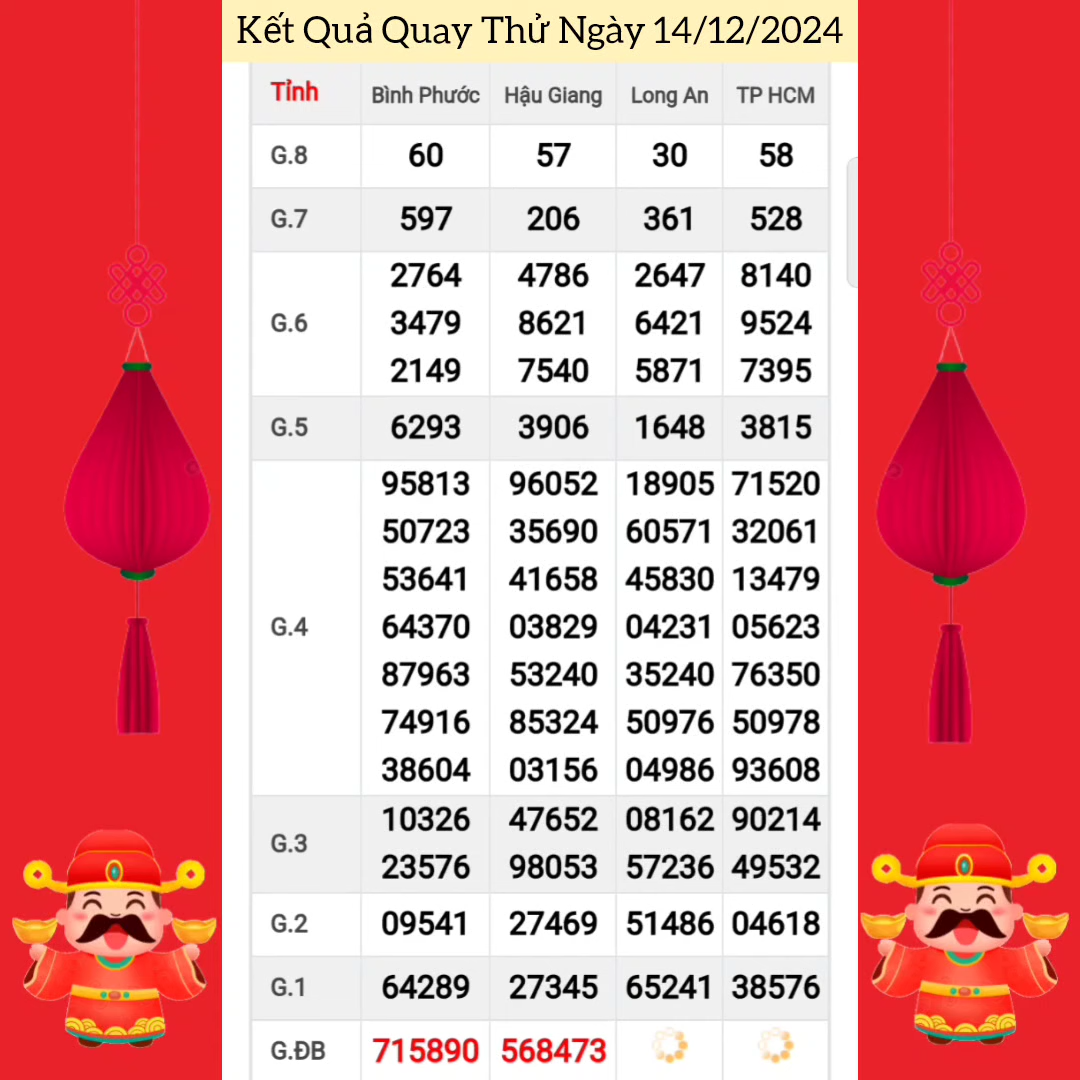 Kết Quả Quay Thử Ngày 14/12/2024
Tỉnh Bình Phước Hậu Giang Long An TP HCM
G.8 60 57 30 58
G.7 597 206 361 528
2764 4786 2647 8140
G.6 3479 8621 6421 9524
2149 7540 5871 7395
G.5 6293 3906 1648 3815
95813 96052 18905 71520
50723 35690 60571 32061
53641 41658 45830 13479
G.4 64370 03829 04231 05623
87963 53240 35240 76350
74916 85324 50976 50978
38604 03156 04986 93608
G.3 10326 47652 08162 90214
23576 98053 57236 49532
G.2 09541 27469 51486 04618
G.1 64289 27345 65241 38576
G.ĐB 715890 568473